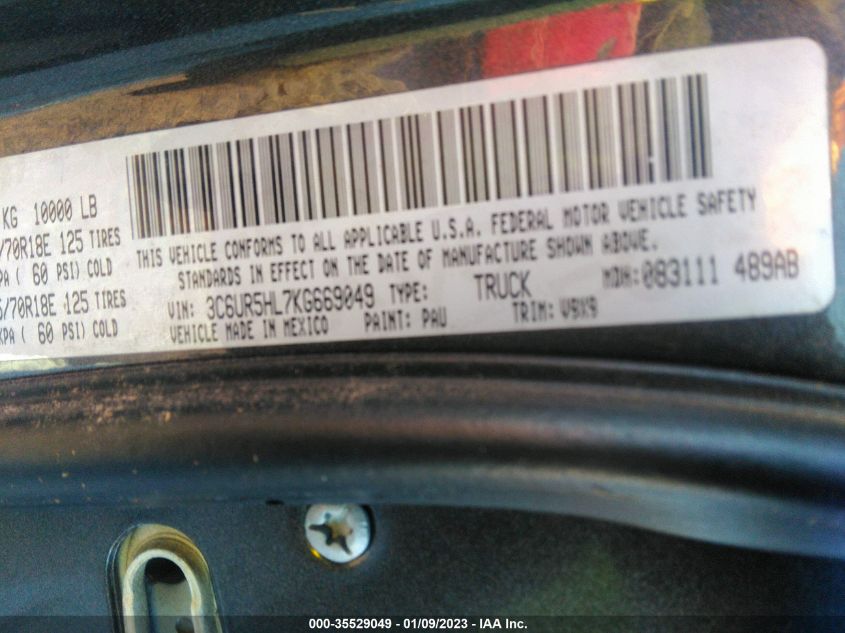 KG 10000 LB
/70R18E 125 TIRES
KPA ( 60 PSI) COLD
/70R18E 125 TIRES
KPA ( 60 PSI) COLD
THIS VEHICLE CONFORMS TO ALL APPLICABLE U.S.A. FEDERAL MOTOR VEHICLE SAFETY
STANDARDS IN EFFECT ON THE DATE OF MANUFACTURE SHOWN ABOVE.
VIN: 3C6UR5HL7KG669049 TYPE: TRUCK MDH: 083111 489AB
VEHICLE MADE IN MEXICO PAINT: PAU TRIM: V9X9
000-35529049 - 01/09/2023 - IAA Inc.